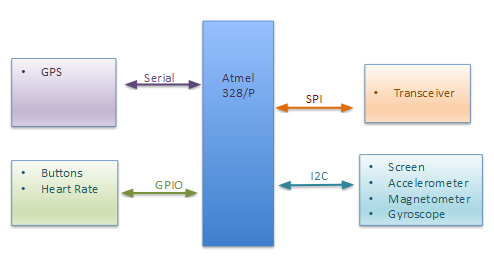 • GPS
Serial
Atmel
328/P
SPI
• Transceiver
• Buttons
• Heart Rate
GPIO
I2C
• Screen
• Accelerometer
• Magnetometer
• Gyroscope